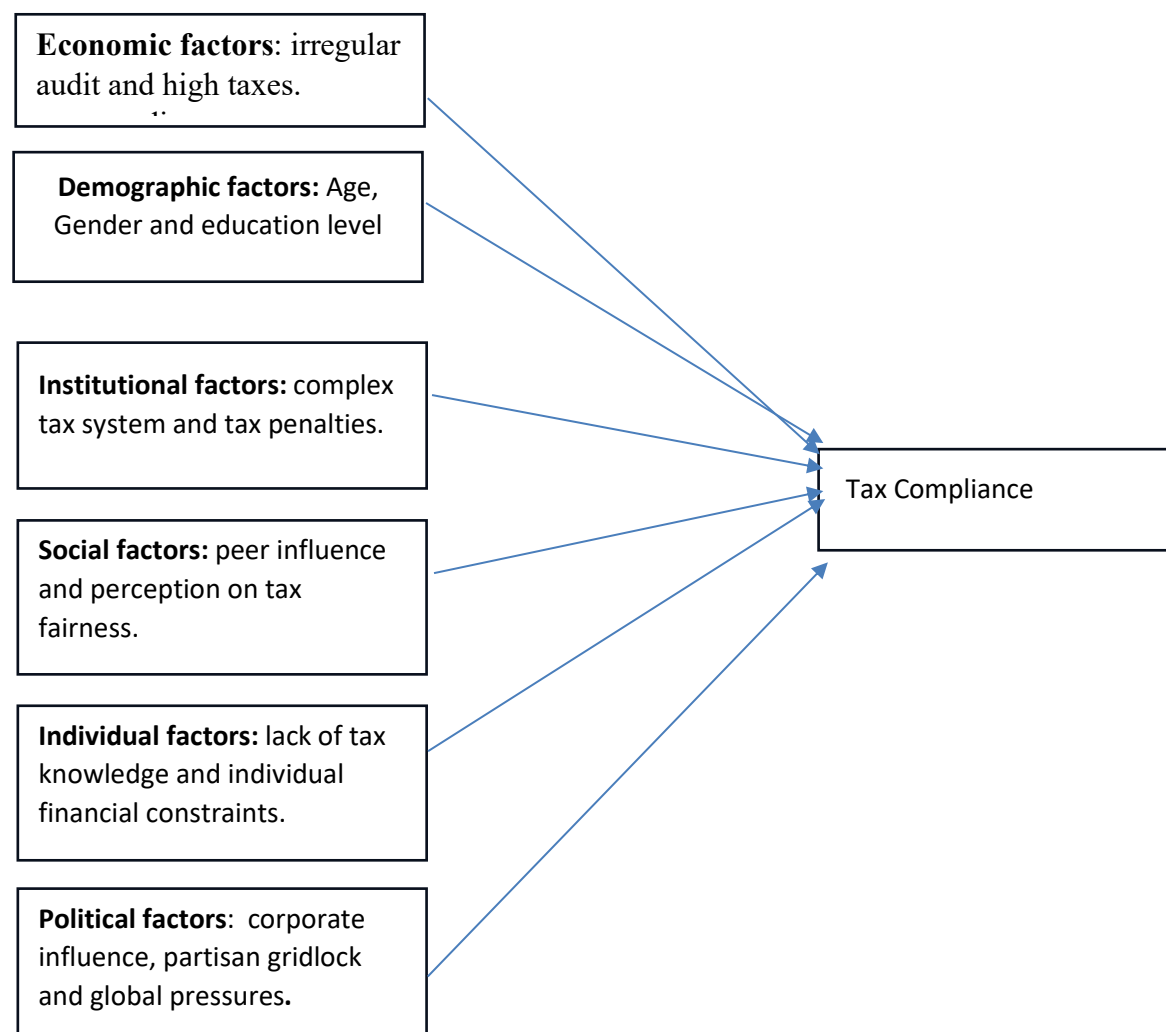 Economic factors: irregular
audit and high taxes.
Demographic factors: Age,
Gender and education level
Institutional factors: complex
tax system and tax penalties.
Tax Compliance
Social factors: peer influence
and perception on tax
fairness.
Individual factors: lack of tax
knowledge and individual
financial constraints.
Political factors: corporate
influence, partisan gridlock
and global pressures.